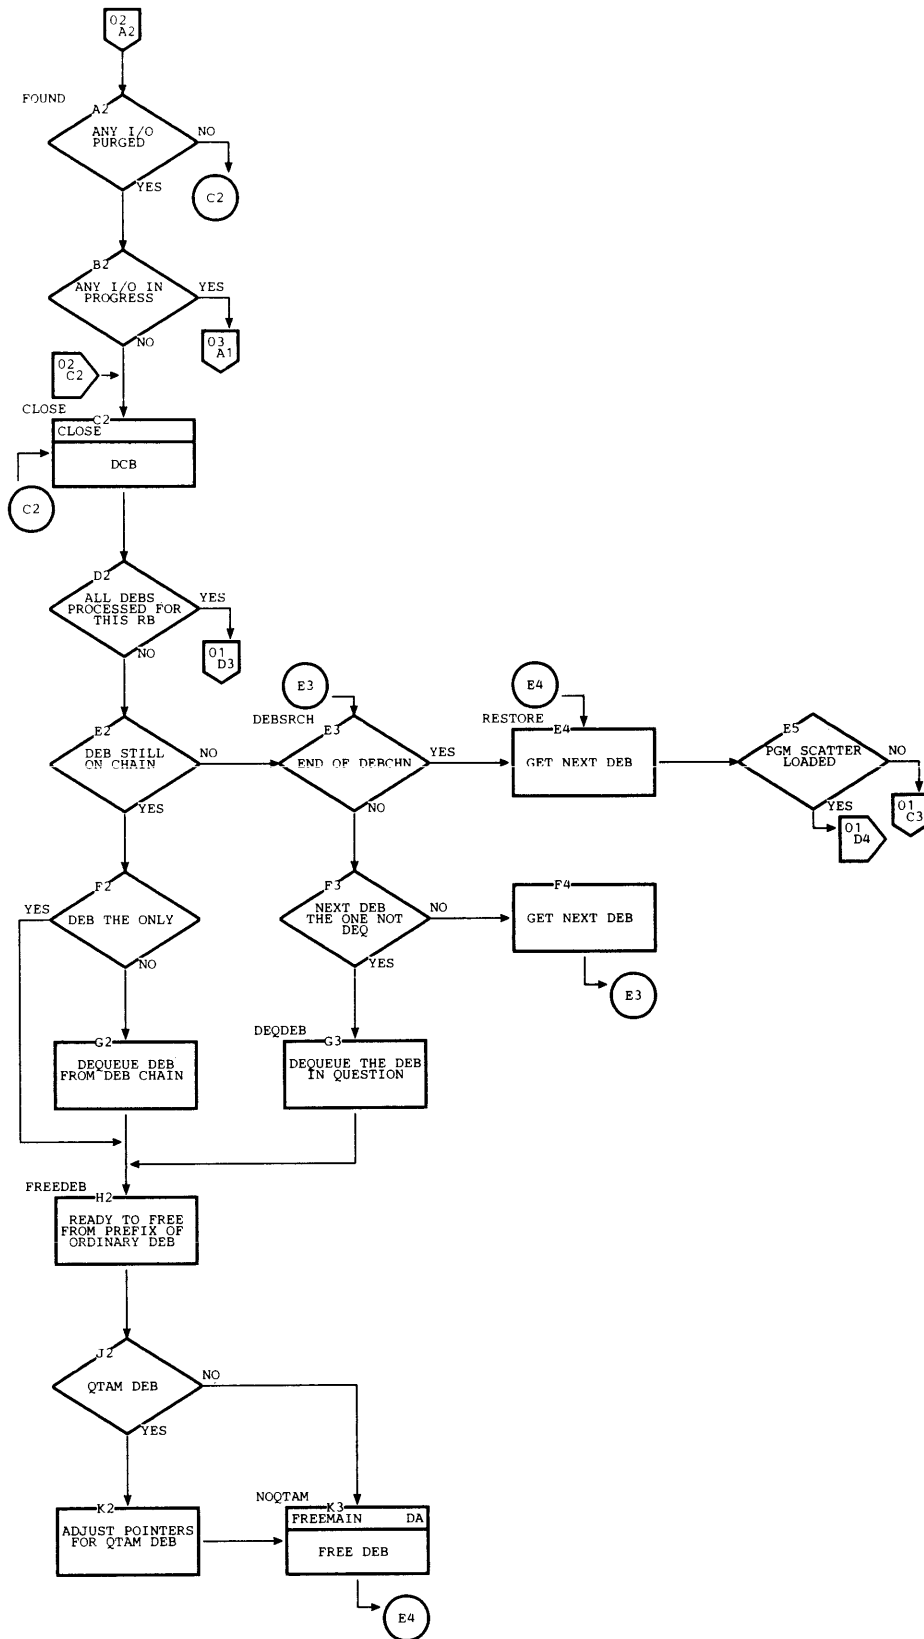 02
A2
FOUND
A2
ANY I/O
PURGED
NO
YES
C2
B2
ANY I/O IN
PROGRESS
YES
NO
03
A1
02
C2
CLOSE
C2
CLOSE
DCB
C2
D2
ALL DEBS
PROCESSED FOR
THIS RB
YES
NO
01
D3
E3
E4
DEBSRCH
RESTORE
E2
DEB STILL
ON CHAIN
NO
YES
E3
END OF DEBCHN
YES
NO
E4
GET NEXT DEB
E5
PGM SCATTER
LOADED
NO
YES
01
C3
01
D4
F2
DEB THE ONLY
YES
NO
F3
NEXT DEB
THE ONE NOT
DEQ
NO
YES
F4
GET NEXT DEB
E3
G2
DEQUEUE DEB
FROM DEB CHAIN
DEQDEB
G3
DEQUEUE THE DEB
IN QUESTION
FREEDEB
H2
READY TO FREE
FROM PREFIX OF
ORDINARY DEB
J2
QTAM DEB
NO
YES
K2
ADJUST POINTERS
FOR QTAM DEB
NOQTAM
K3
FREEMAIN DA
FREE DEB
E4